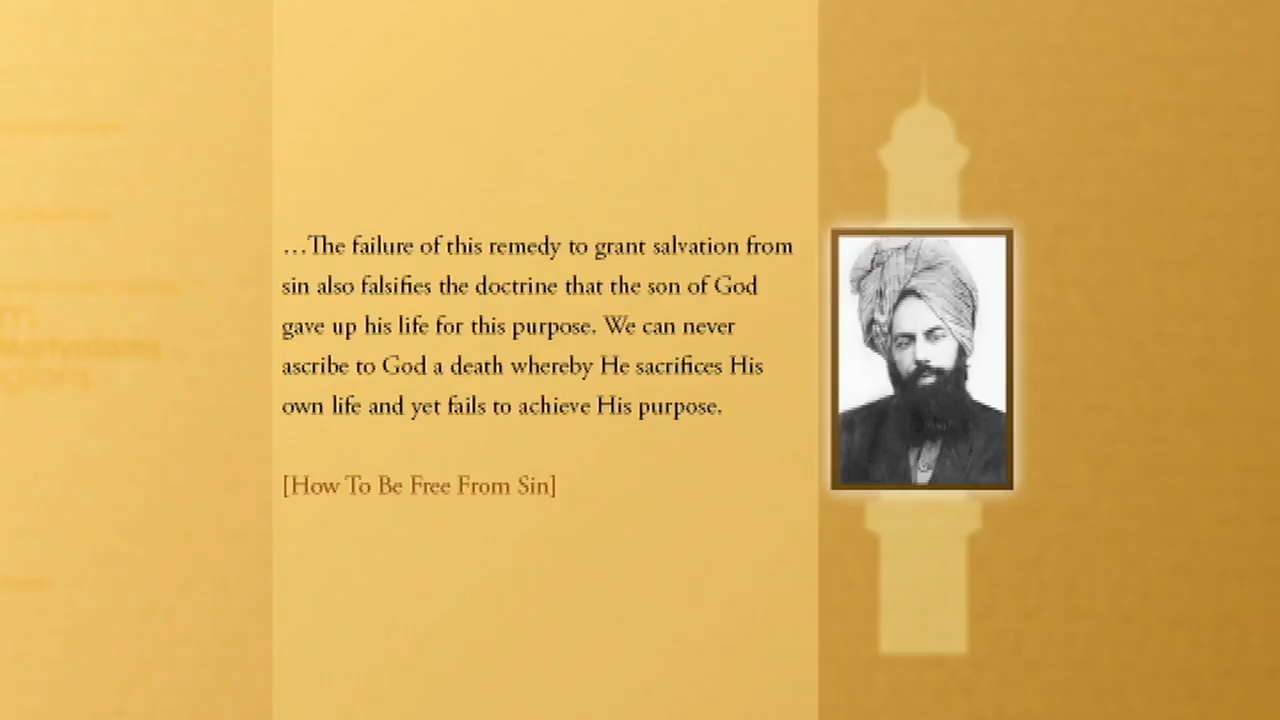 …The failure of this remedy to grant salvation from
sin also falsifies the doctrine that the son of God
gave up his life for this purpose. We can never
ascribe to God a death whereby He sacrifices His
own life and yet fails to achieve His purpose.
[How To Be Free From Sin]
Martyrdoms